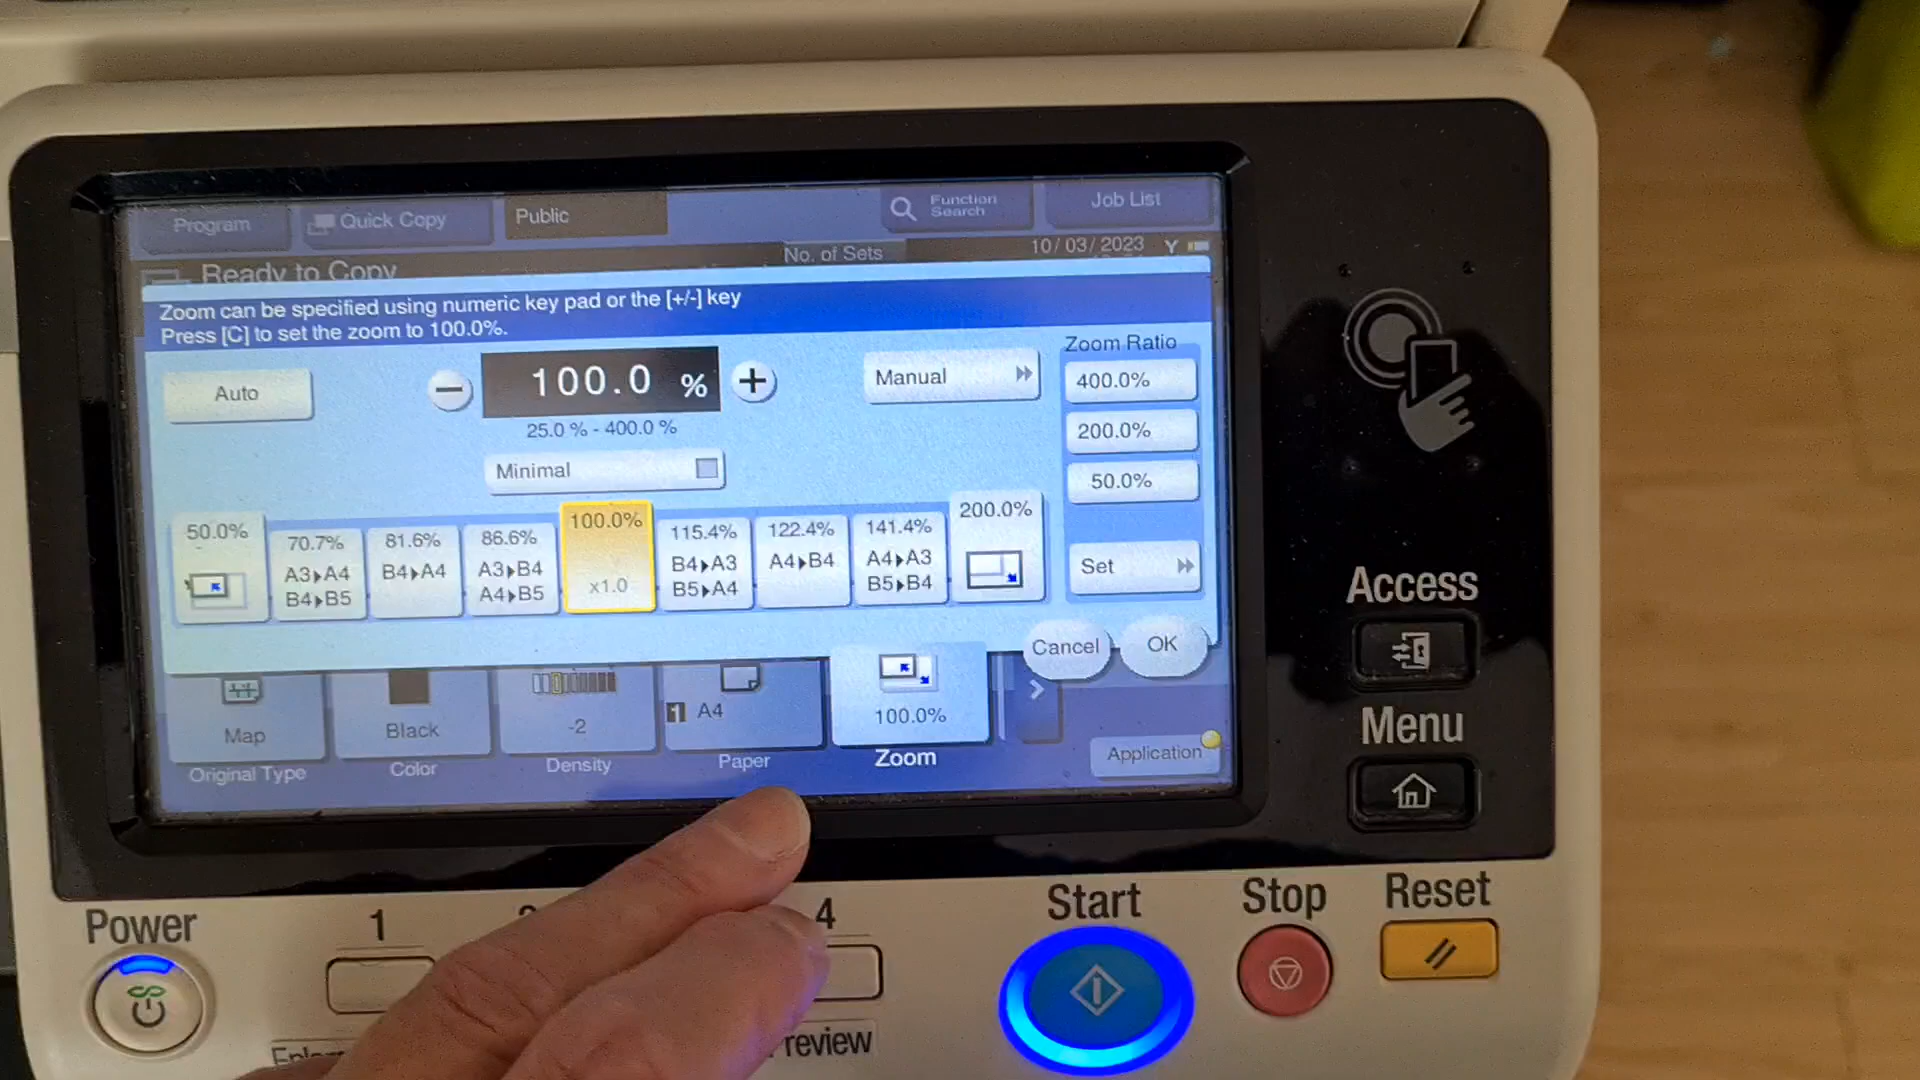 Program
Quick Copy
Public
Function Search
Job List
Ready to Copy
No. of Sets
10/03/2023
Y
Zoom can be specified using numeric key pad or the [+/-] key
Press [C] to set the zoom to 100.0%.
Auto
−
100.0 %
+
25.0 % - 400.0 %
Manual
Zoom Ratio
400.0%
200.0%
50.0%
Minimal
50.0%
70.7%
A3▸A4
B4▸B5
81.6%
B4▸A4
86.6%
A3▸B4
A4▸B5
100.0%
x1.0
115.4%
B4▸A3
B5▸A4
122.4%
A4▸B4
141.4%
A4▸A3
B5▸B4
200.0%
Set
Cancel
OK
Map
Original Type
Black
Color
-2
Density
1 A4
Paper
100.0%
Zoom
Application
Access
Menu
Power
1
4
Start
Stop
Reset